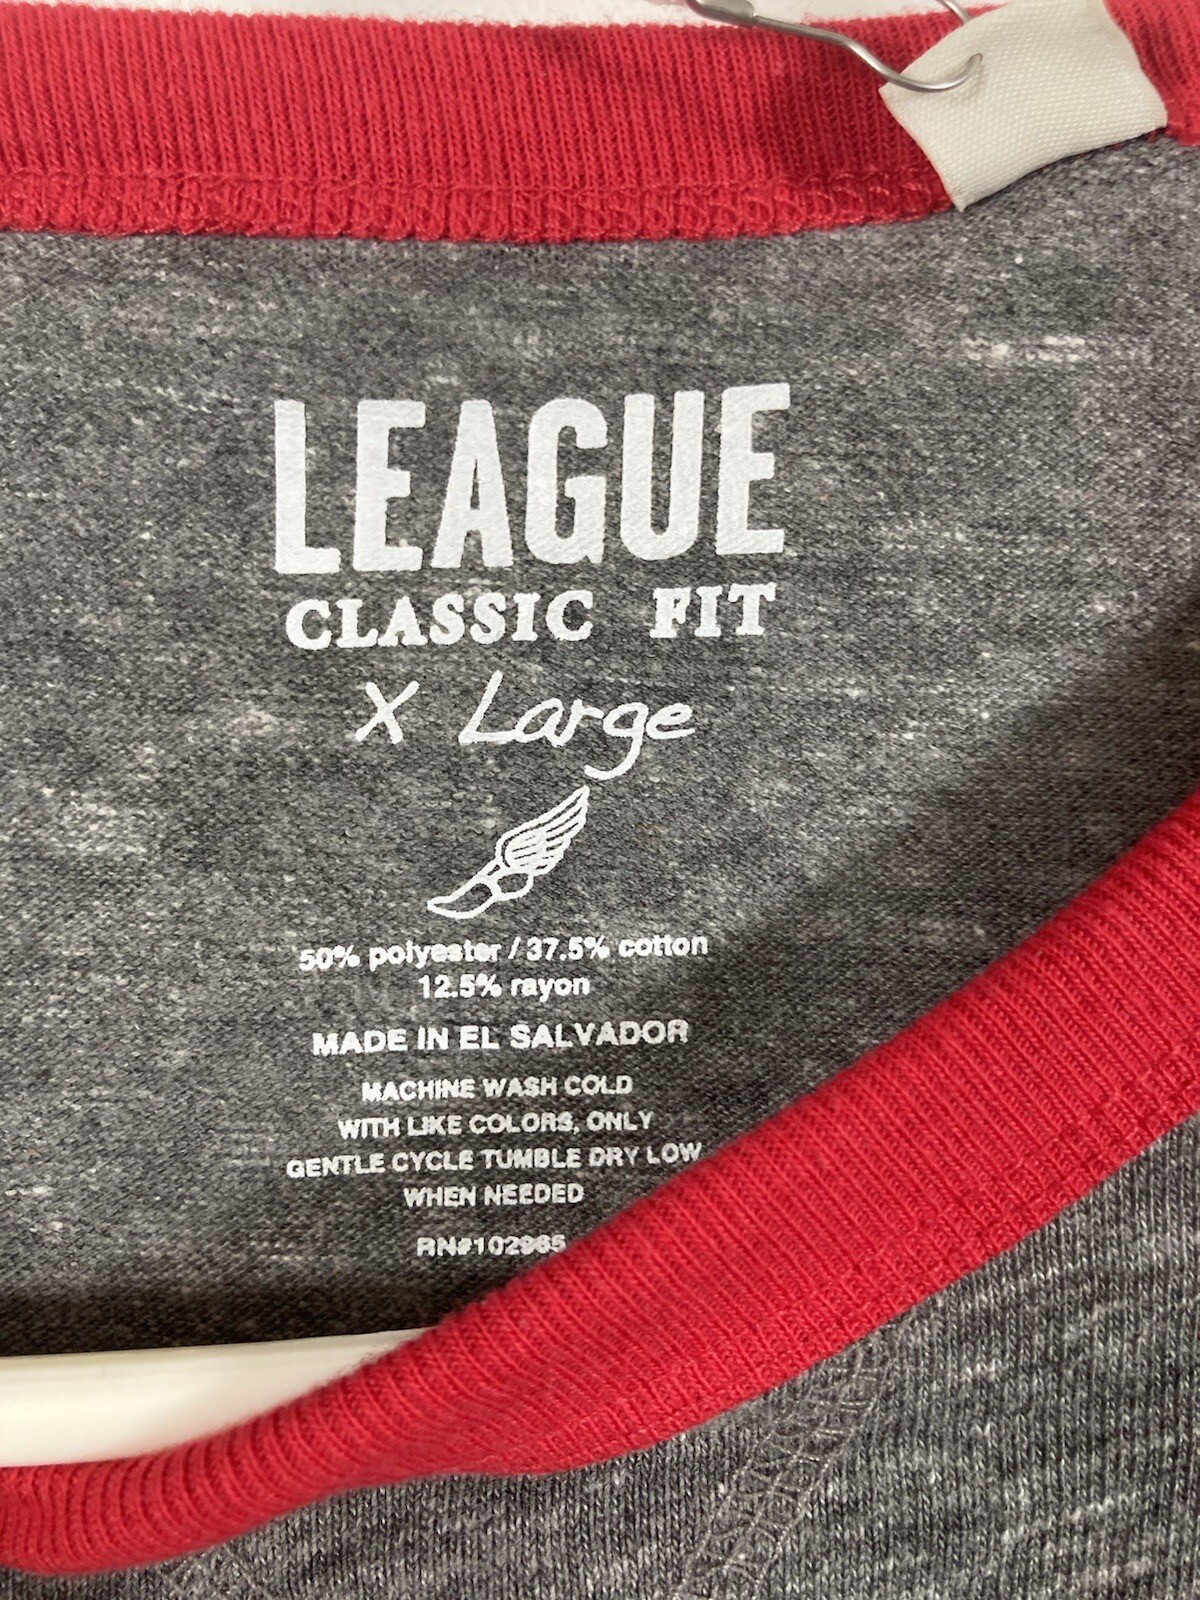 LEAGUE
CLASSIC FIT
X Large
50% polyester / 37.5% cotton
12.5% rayon
MADE IN EL SALVADOR
MACHINE WASH COLD
WITH LIKE COLORS, ONLY
GENTLE CYCLE TUMBLE DRY LOW
WHEN NEEDED
RN#102965